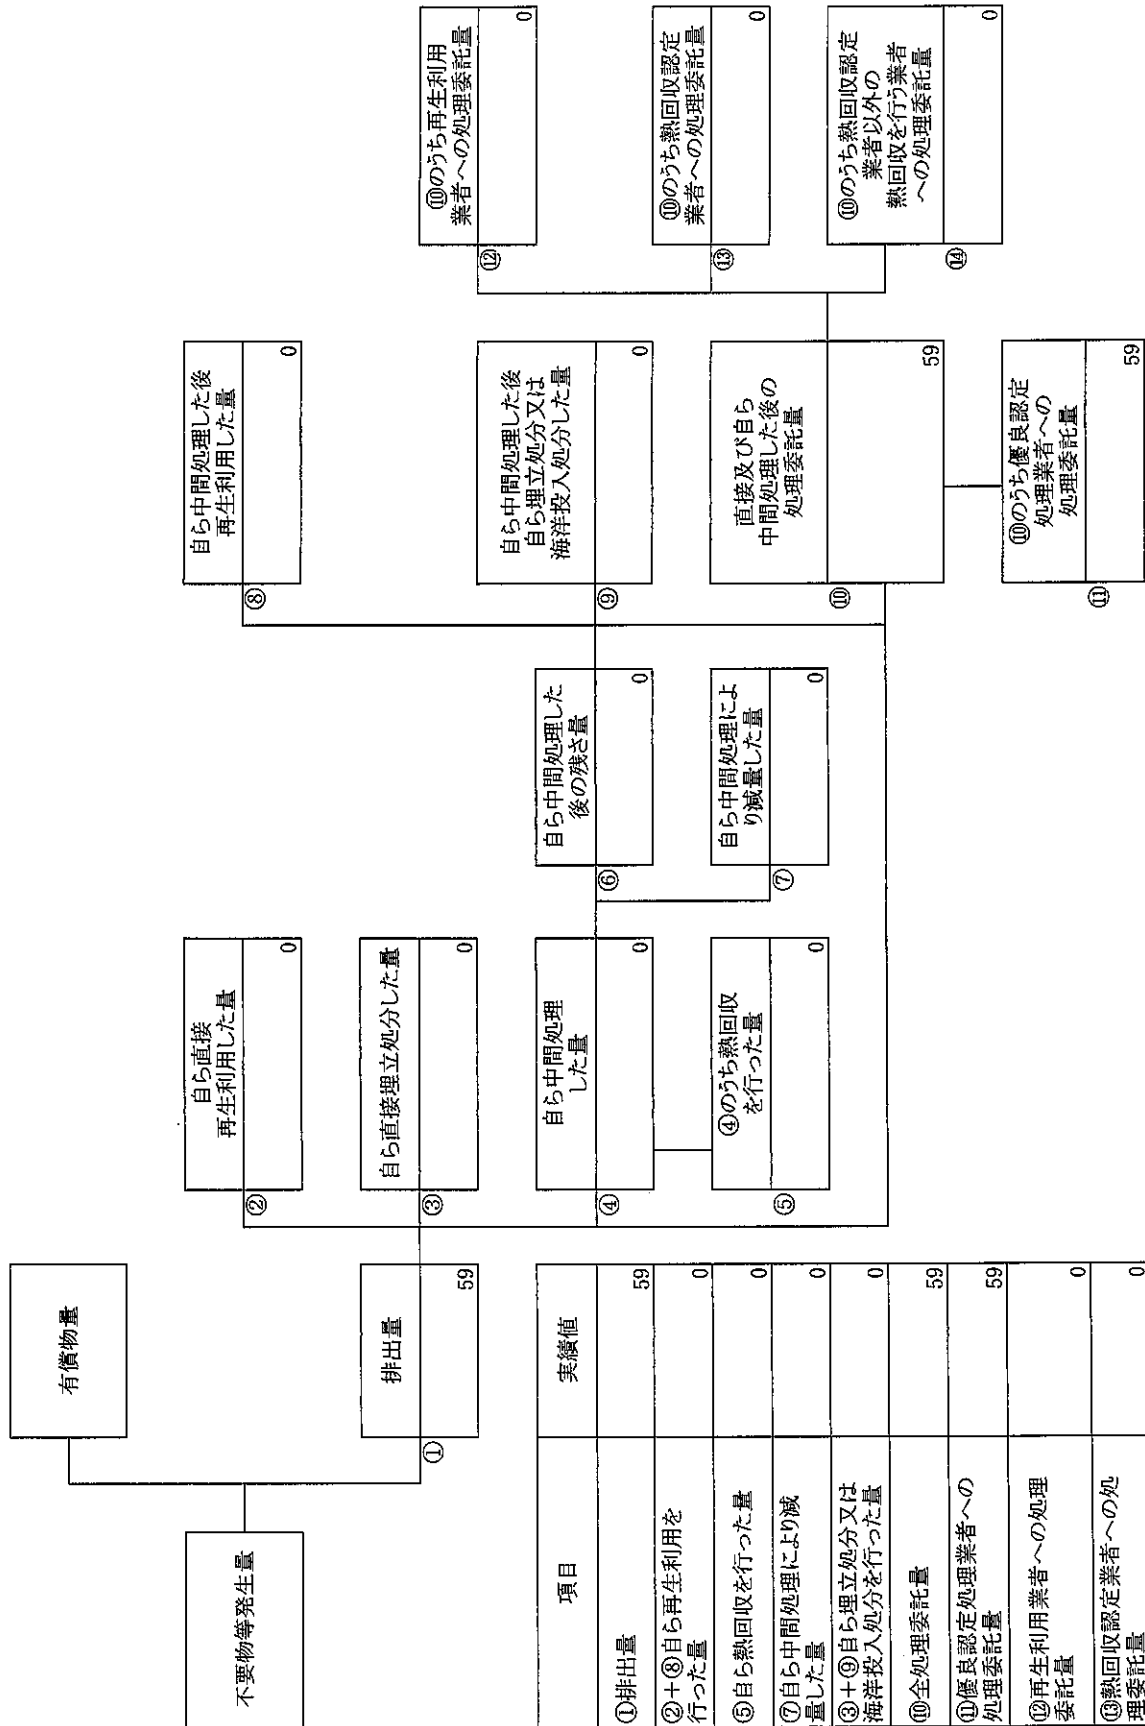 不要物等発生量
有償物量
①
排出量
59
②
自ら直接
再生利用した量
0
③
自ら直接埋立処分した量
0
④
自ら中間処理
した量
0
⑤
④のうち熱回収
を行った量
0
⑥
自ら中間処理した
後の残さ量
0
⑦
自ら中間処理によ
り減量した量
0
⑧
自ら中間処理した後
再生利用した量
0
⑨
自ら中間処理した後
自ら埋立処分又は
海洋投入処分した量
0
⑩
直接及び自ら
中間処理した後の
処理委託量
59
⑪
⑩のうち優良認定
処理業者への
処理委託量
59
⑫
⑩のうち再生利用
業者への処理委託量
0
⑬
⑩のうち熱回収認定
業者への処理委託量
0
⑭
⑩のうち熱回収認定
業者以外の
熱回収を行う業者
への処理委託量
0
項目 実績値
①排出量 59
②+⑧自ら再生利用を
行った量 0
⑤自ら熱回収を行った量 0
⑦自ら中間処理により減
量した量 0
③+⑨自ら埋立処分又は
海洋投入処分を行った量 0
⑩全処理委託量 59
⑪優良認定処理業者への
処理委託量 59
⑫再生利用業者への処理
委託量 0
⑬熱回収認定業者への処
理委託量 0